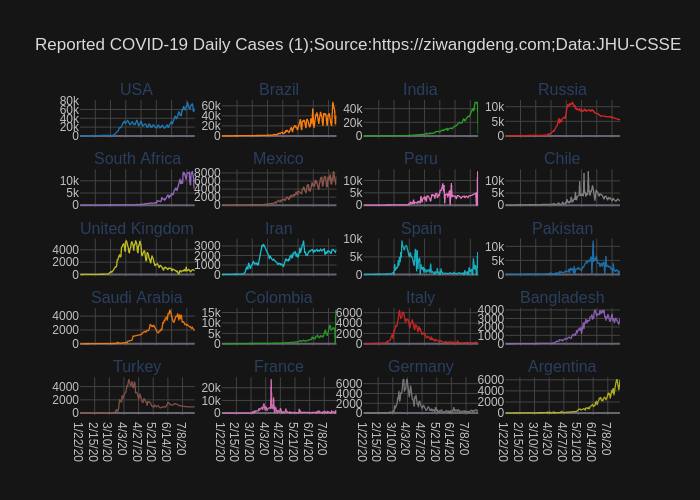 Reported COVID-19 Daily Cases (1);Source:https://ziwangdeng.com;Data:JHU-CSSE
USA Brazil India Russia
80k 60k 40k 20k 0
60k 40k 20k 0
40k 20k 0
10k 5k 0
South Africa Mexico Peru Chile
10k 5k 0
8000 6000 4000 2000 0
10k 5k 0
10k 5k 0
United Kingdom Iran Spain Pakistan
4000 2000 0
3000 2000 1000 0
10k 5k 0
10k 5k 0
Saudi Arabia Colombia Italy Bangladesh
4000 2000 0
15k 10k 5k 0
6000 4000 2000 0
4000 3000 2000 1000 0
Turkey France Germany Argentina
4000 2000 0
20k 10k 0
6000 4000 2000 0
6000 4000 2000 0
1/22/20 2/15/20 3/10/20 4/3/20 4/27/20 5/21/20 6/14/20 7/8/20
1/22/20 2/15/20 3/10/20 4/3/20 4/27/20 5/21/20 6/14/20 7/8/20
1/22/20 2/15/20 3/10/20 4/3/20 4/27/20 5/21/20 6/14/20 7/8/20
1/22/20 2/15/20 3/10/20 4/3/20 4/27/20 5/21/20 6/14/20 7/8/20